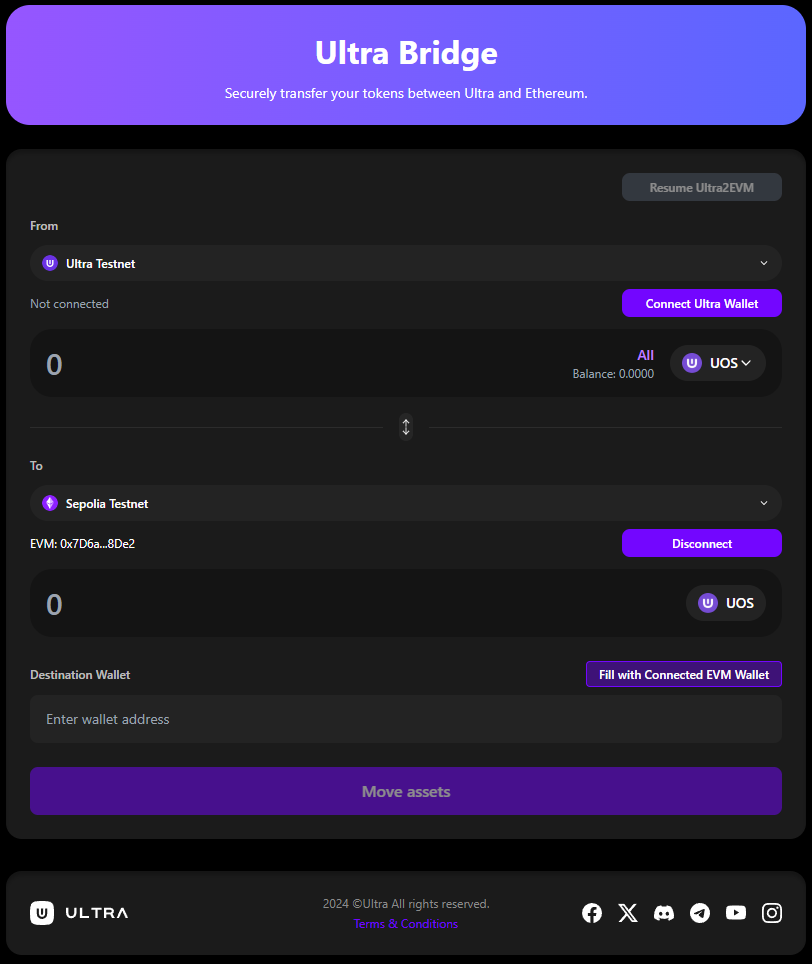 Ultra Bridge
Securely transfer your tokens between Ultra and Ethereum.
Resume Ultra2EVM
From
Ultra Testnet
Not connected
Connect Ultra Wallet
0
All
Balance: 0.0000
UOS
To
Sepolia Testnet
EVM: 0x7D6a...8De2
Disconnect
0
UOS
Destination Wallet
Fill with Connected EVM Wallet
Enter wallet address
Move assets
ULTRA
2024 ©Ultra All rights reserved.
Terms & Conditions